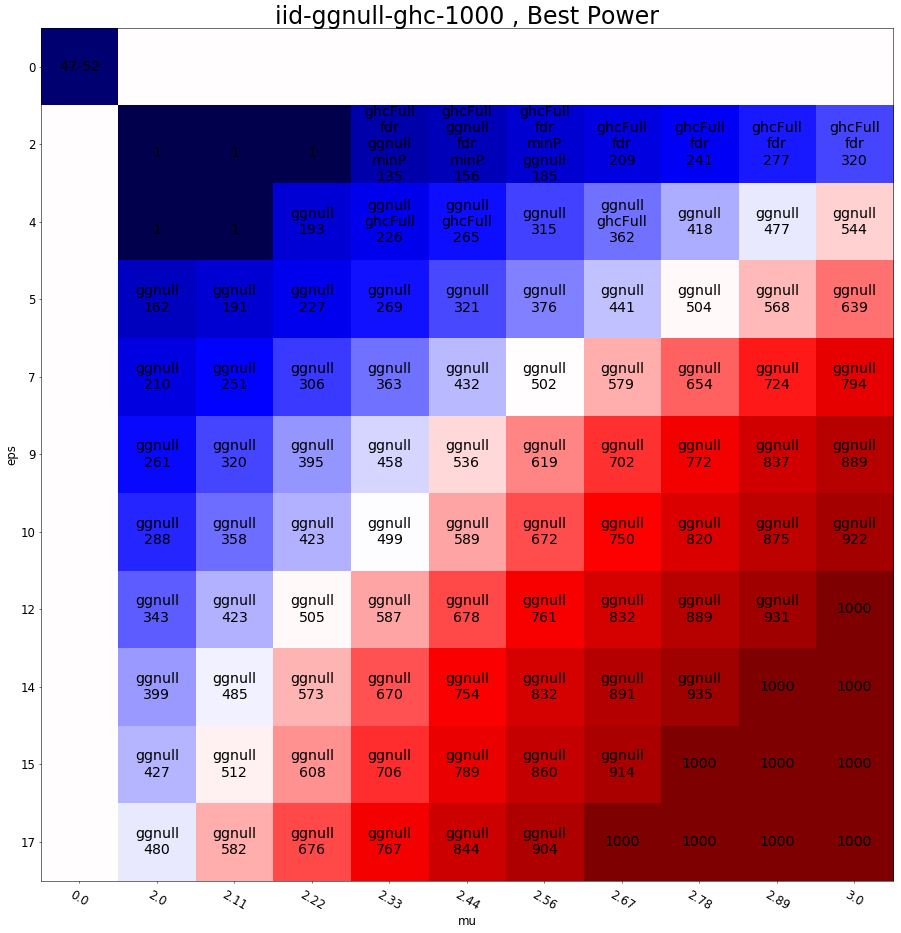 iid-ggnull-ghc-1000 , Best Power
0
47-52
2
1
1
1
ghcFull
fdr
ggnull
minP
135
ghcFull
ggnull
fdr
minP
156
ghcFull
fdr
minP
ggnull
185
ghcFull
fdr
209
ghcFull
fdr
241
ghcFull
fdr
277
ghcFull
fdr
320
4
1
1
ggnull
193
ggnull
ghcFull
226
ggnull
ghcFull
265
ggnull
315
ggnull
ghcFull
362
ggnull
418
ggnull
477
ggnull
544
5
ggnull
162
ggnull
191
ggnull
227
ggnull
269
ggnull
321
ggnull
376
ggnull
441
ggnull
504
ggnull
568
ggnull
639
7
ggnull
210
ggnull
251
ggnull
306
ggnull
363
ggnull
432
ggnull
502
ggnull
579
ggnull
654
ggnull
724
ggnull
794
eps
9
ggnull
261
ggnull
320
ggnull
395
ggnull
458
ggnull
536
ggnull
619
ggnull
702
ggnull
772
ggnull
837
ggnull
889
10
ggnull
288
ggnull
358
ggnull
423
ggnull
499
ggnull
589
ggnull
672
ggnull
750
ggnull
820
ggnull
875
ggnull
922
12
ggnull
343
ggnull
423
ggnull
505
ggnull
587
ggnull
678
ggnull
761
ggnull
832
ggnull
889
ggnull
931
1000
14
ggnull
399
ggnull
485
ggnull
573
ggnull
670
ggnull
754
ggnull
832
ggnull
891
ggnull
935
1000
1000
15
ggnull
427
ggnull
512
ggnull
608
ggnull
706
ggnull
789
ggnull
860
ggnull
914
1000
1000
1000
17
ggnull
480
ggnull
582
ggnull
676
ggnull
767
ggnull
844
ggnull
904
1000
1000
1000
1000
0.0
2.0
2.11
2.22
2.33
2.44
2.56
2.67
2.78
2.89
3.0
mu